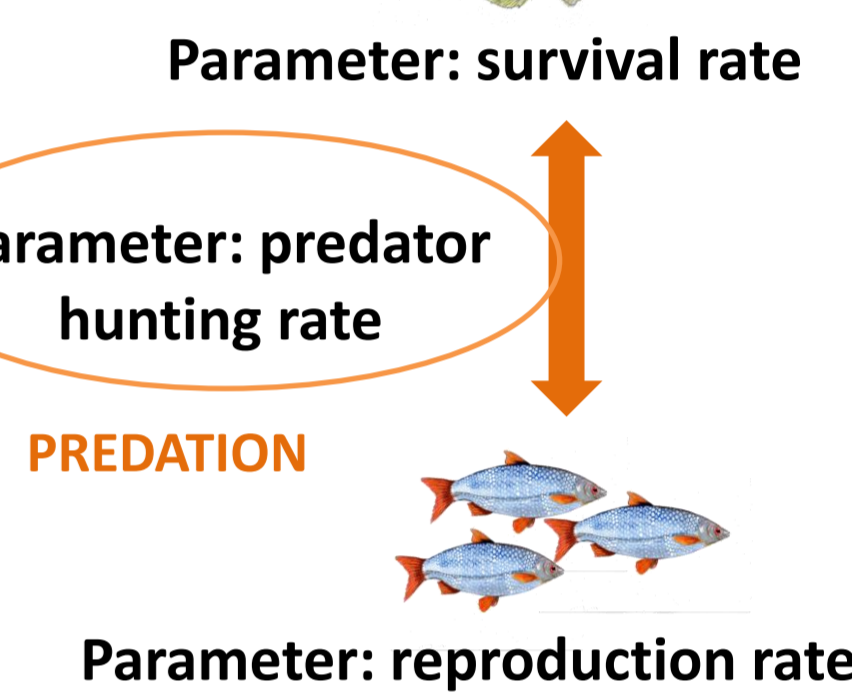 Parameter: survival rate
arameter: predator
hunting rate
PREDATION
Parameter: reproduction rate